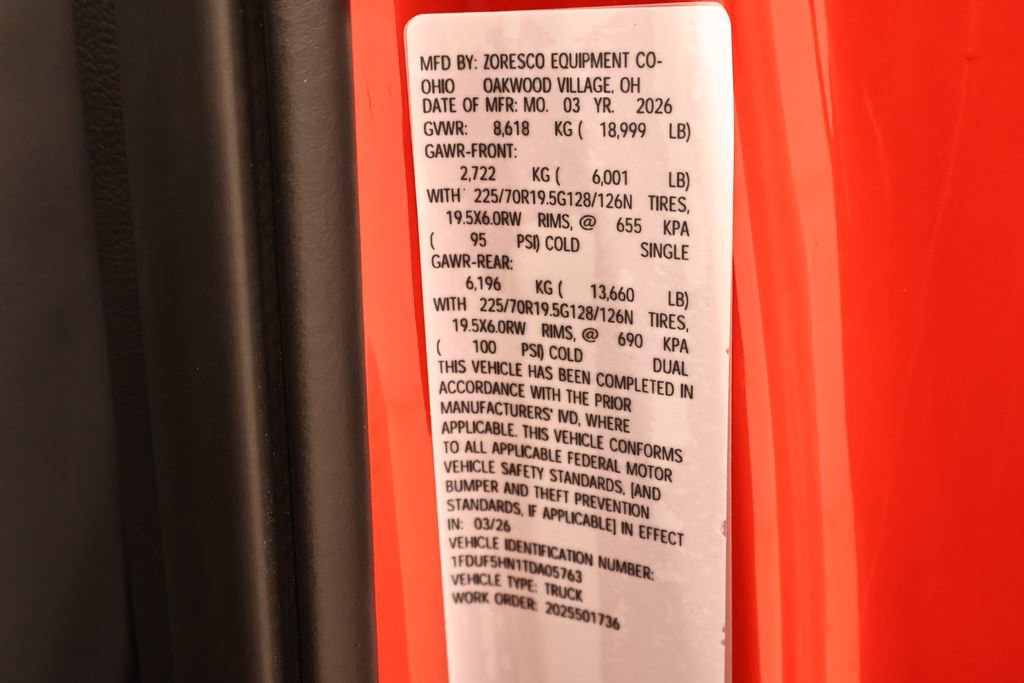 MFD BY: ZORESCO EQUIPMENT CO-
OHIO OAKWOOD VILLAGE, OH
DATE OF MFR: MO. 03 YR. 2026
GVWR: 8,618 KG ( 18,999 LB)
GAWR-FRONT:
2,722 KG ( 6,001 LB)
WITH 225/70R19.5G128/126N TIRES,
19.5X6.0RW RIMS, @ 655 KPA
( 95 PSI) COLD SINGLE
GAWR-REAR:
6,196 KG ( 13,660 LB)
WITH 225/70R19.5G128/126N TIRES,
19.5X6.0RW RIMS, @ 690 KPA
( 100 PSI) COLD DUAL
THIS VEHICLE HAS BEEN COMPLETED IN
ACCORDANCE WITH THE PRIOR
MANUFACTURERS' IVD, WHERE
APPLICABLE. THIS VEHICLE CONFORMS
TO ALL APPLICABLE FEDERAL MOTOR
VEHICLE SAFETY STANDARDS, [AND
BUMPER AND THEFT PREVENTION
STANDARDS, IF APPLICABLE] IN EFFECT
IN: 03/26
VEHICLE IDENTIFICATION NUMBER:
1FDUF5HN1TDA05763
VEHICLE TYPE: TRUCK
WORK ORDER: 2025501736